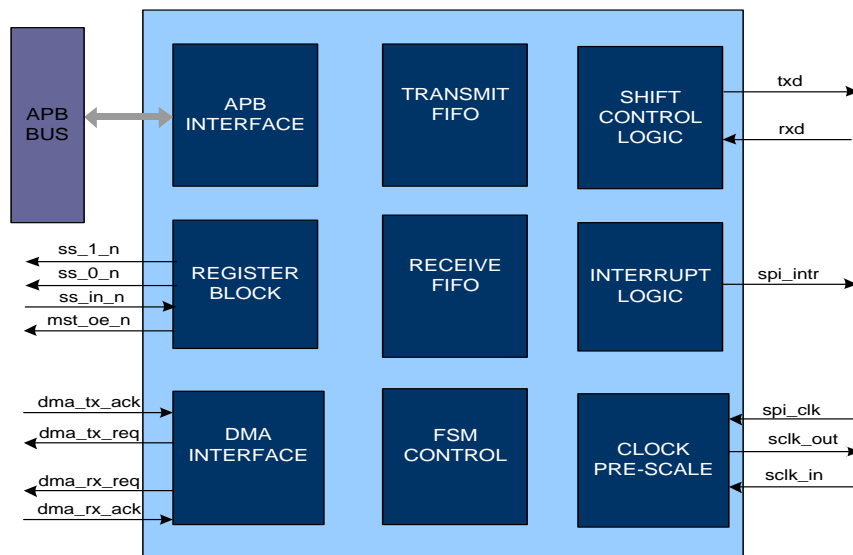 APB
BUS
APB
INTERFACE
TRANSMIT
FIFO
SHIFT
CONTROL
LOGIC
txd
rxd
ss_1_n
ss_0_n
ss_in_n
mst_oe_n
REGISTER
BLOCK
RECEIVE
FIFO
INTERRUPT
LOGIC
spi_intr
dma_tx_ack
dma_tx_req
dma_rx_req
dma_rx_ack
DMA
INTERFACE
FSM
CONTROL
CLOCK
PRE-SCALE
spi_clk
sclk_out
sclk_in